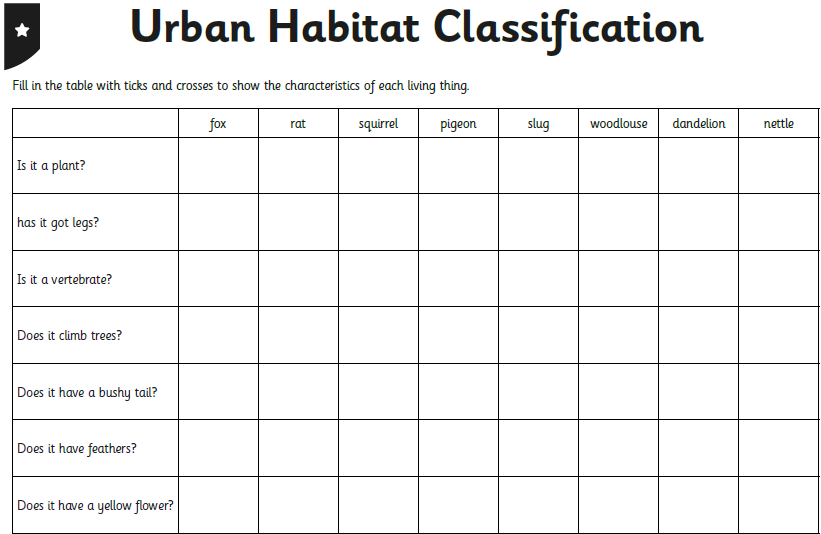 Urban Habitat Classification
Fill in the table with ticks and crosses to show the characteristics of each living thing.
fox rat squirrel pigeon slug woodlouse dandelion nettle
Is it a plant?
has it got legs?
Is it a vertebrate?
Does it climb trees?
Does it have a bushy tail?
Does it have feathers?
Does it have a yellow flower?